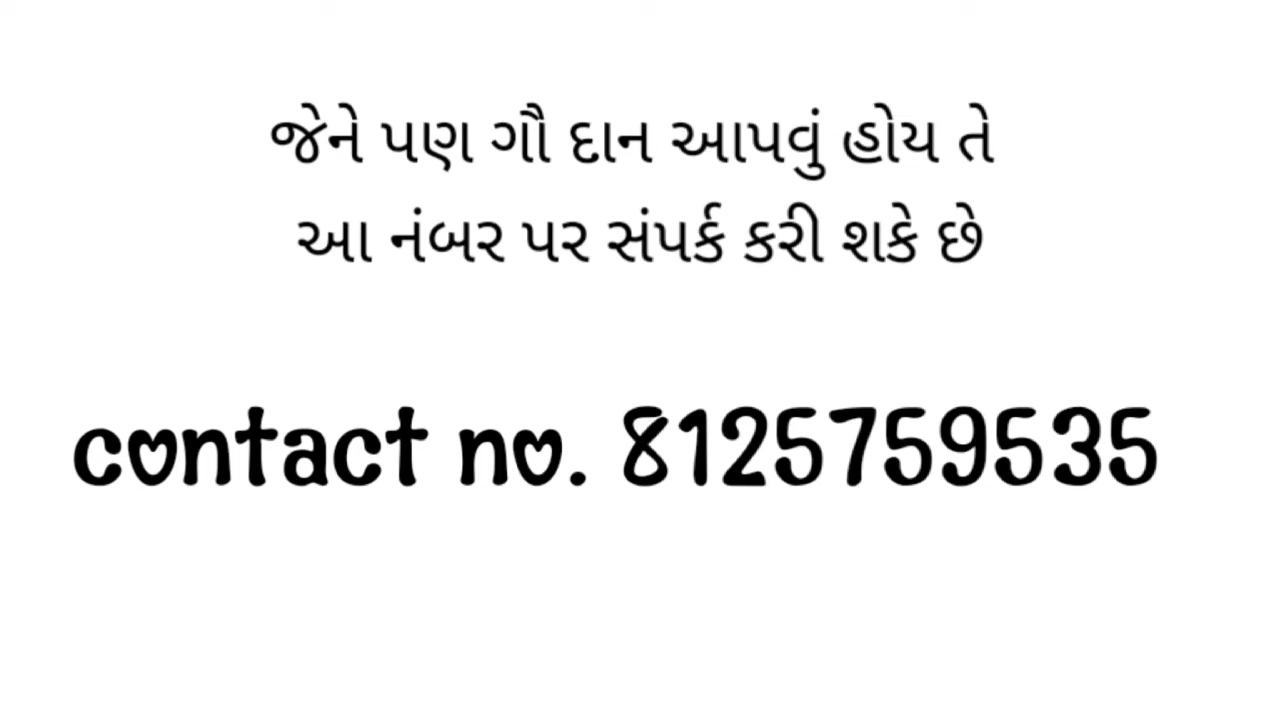 જેને પણ ગૌ દાન આપવું હોય તે
આ નંબર પર સંપર્ક કરી શકે છે
contact no. 8125759535